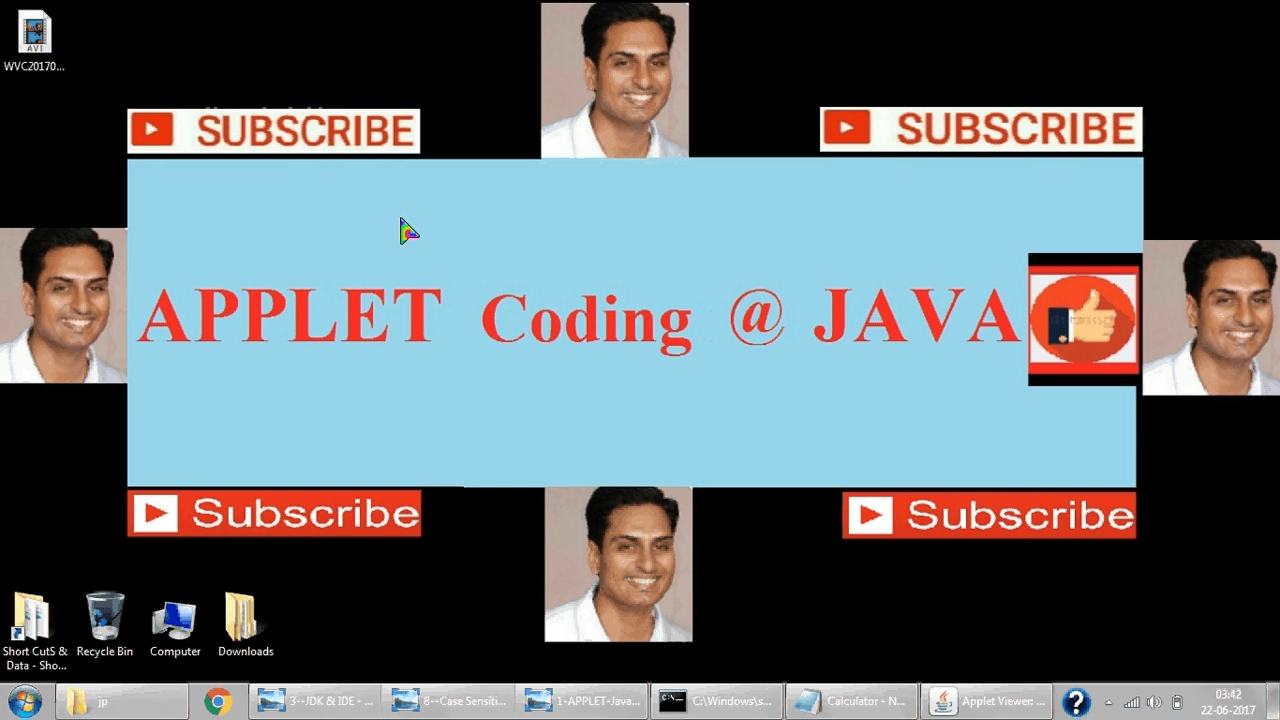 AVI
WVC20170...
SUBSCRIBE
SUBSCRIBE
APPLET Coding @ JAVA
Subscribe
Subscribe
Short CutS & Data - Sho...
Recycle Bin
Computer
Downloads
jp
3--JDK & IDE - ...
8--Case Sensiti...
1-APPLET-Java...
C:\Windows\s...
Calculator - N...
Applet Viewer: ...
03:42
22-06-2017